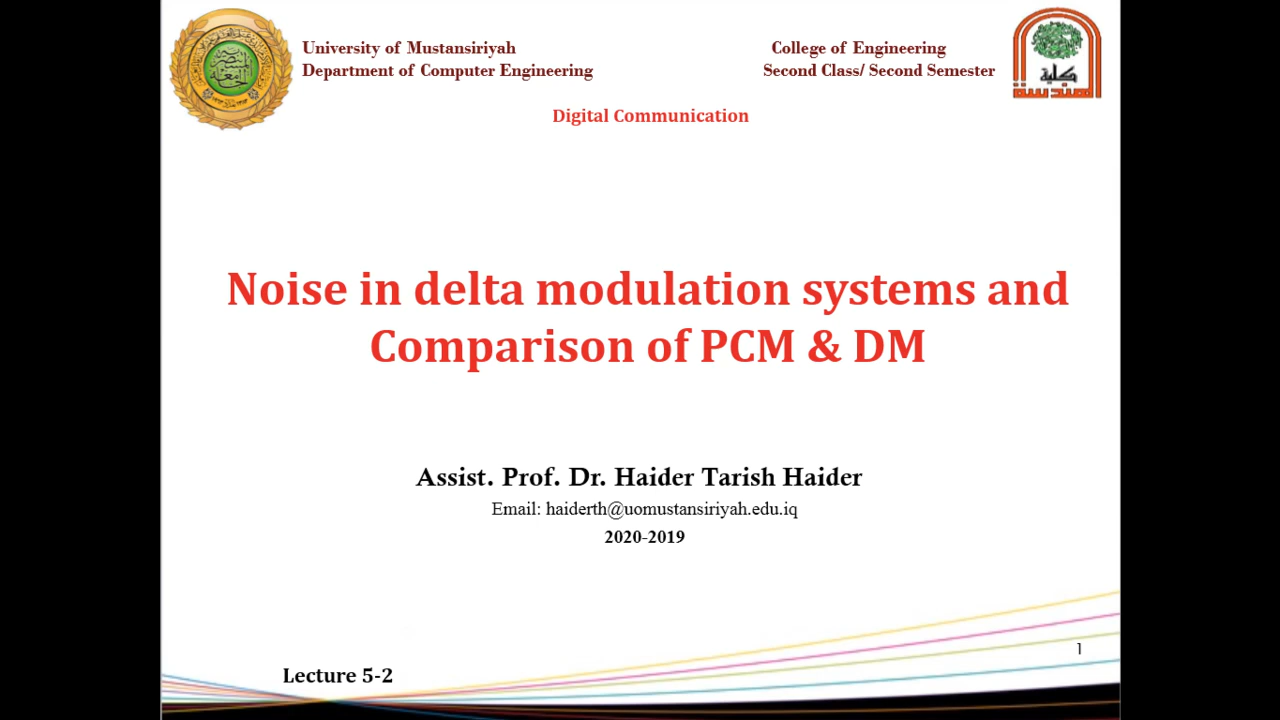 University of Mustansiriyah
Department of Computer Engineering
College of Engineering
Second Class/ Second Semester
كلية
الهندسة
Digital Communication
Noise in delta modulation systems and
Comparison of PCM & DM
Assist. Prof. Dr. Haider Tarish Haider
Email: haiderth@uomustansiriyah.edu.iq
2020-2019
1
Lecture 5-2